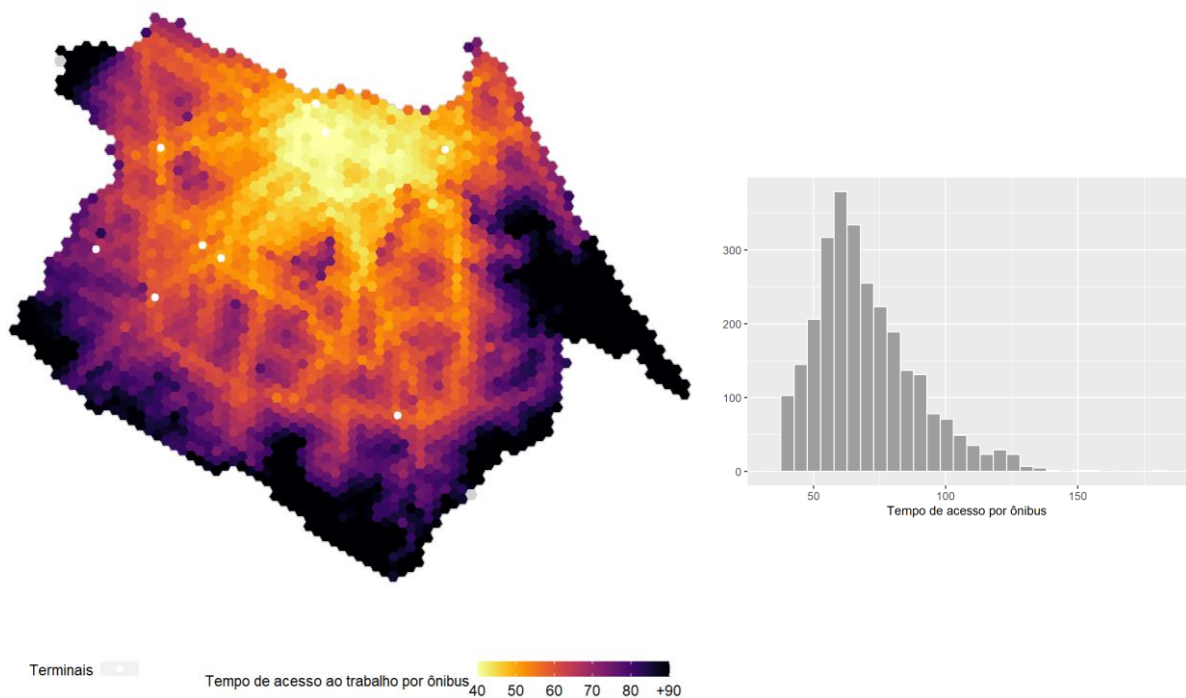 300
200
100
0
50
100
150
Tempo de acesso por ônibus
Terminais
Tempo de acesso ao trabalho por ônibus
40 50 60 70 80 +90